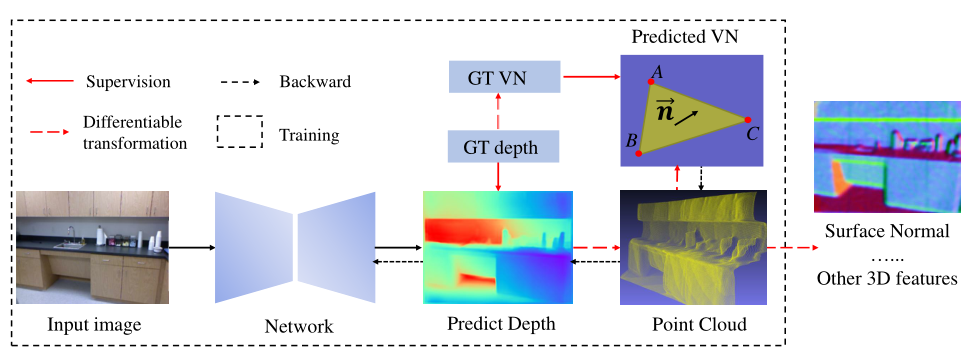 Predicted VN
Supervision
Backward
GT VN
A
n
B
C
Differentiable
transformation
Training
GT depth
Surface Normal
…...
Other 3D features
Input image
Network
Predict Depth
Point Cloud